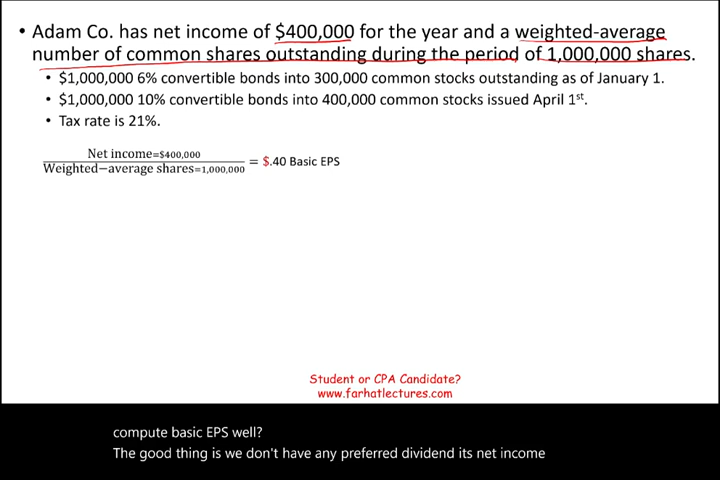 • Adam Co. has net income of $400,000 for the year and a weighted-average
number of common shares outstanding during the period of 1,000,000 shares.
• $1,000,000 6% convertible bonds into 300,000 common stocks outstanding as of January 1.
• $1,000,000 10% convertible bonds into 400,000 common stocks issued April 1st.
• Tax rate is 21%.
Net income=$400,000
Weighted−average shares=1,000,000
= $.40 Basic EPS
Student or CPA Candidate?
www.farhatlectures.com
compute basic EPS well?
The good thing is we don't have any preferred dividend its net income